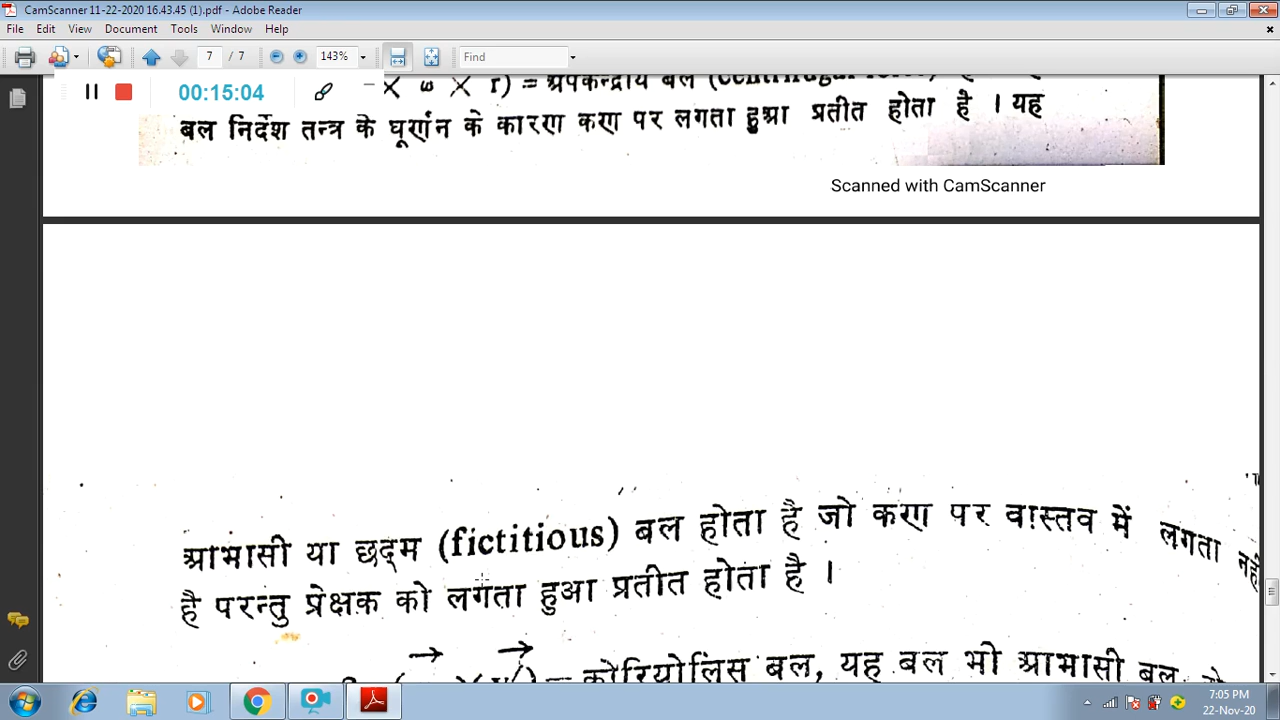 CamScanner 11-22-2020 16.43.45 (1).pdf - Adobe Reader
File Edit View Document Tools Window Help
7 / 7 143% Find
00:15:04
× ω × r) = अपकेन्द्रीय बल (Centrifugal force)
बल निर्देश तन्त्र के घूर्णन के कारण कण पर लगता हुआ प्रतीत होता है । यह
Scanned with CamScanner
आभासी या छद्म (fictitious) बल होता है जो कण पर वास्तव में लगता नहीं
है परन्तु प्रेक्षक को लगता हुआ प्रतीत होता है ।
= कोरियोलिस बल, यह बल भी आभासी बल
7:05 PM
22-Nov-20